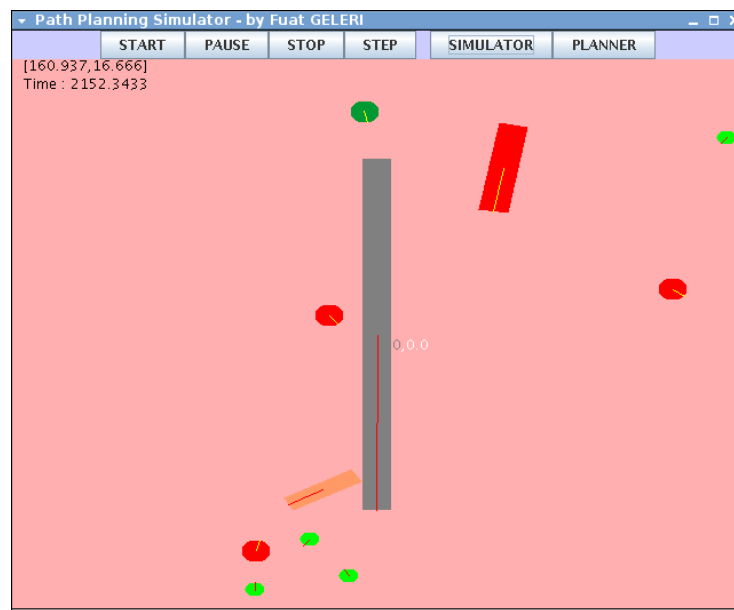 Path Planning Simulator - by Fuat GELERI
START PAUSE STOP STEP SIMULATOR PLANNER
[160.937,16.666]
Time : 2152.3433
0,0.0